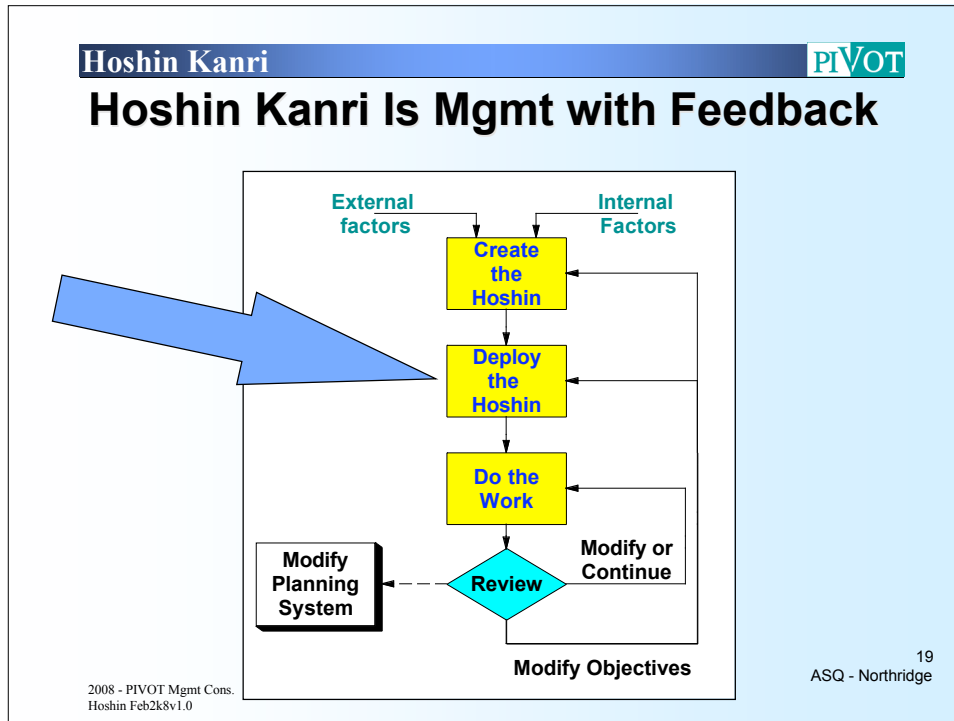 Hoshin Kanri
PIVOT
Hoshin Kanri Is Mgmt with Feedback
External
factors
Internal
Factors
Create
the
Hoshin
Deploy
the
Hoshin
Do the
Work
Review
Modify or
Continue
Modify
Planning
System
Modify Objectives
2008 - PIVOT Mgmt Cons.
Hoshin Feb2k8v1.0
19
ASQ - Northridge